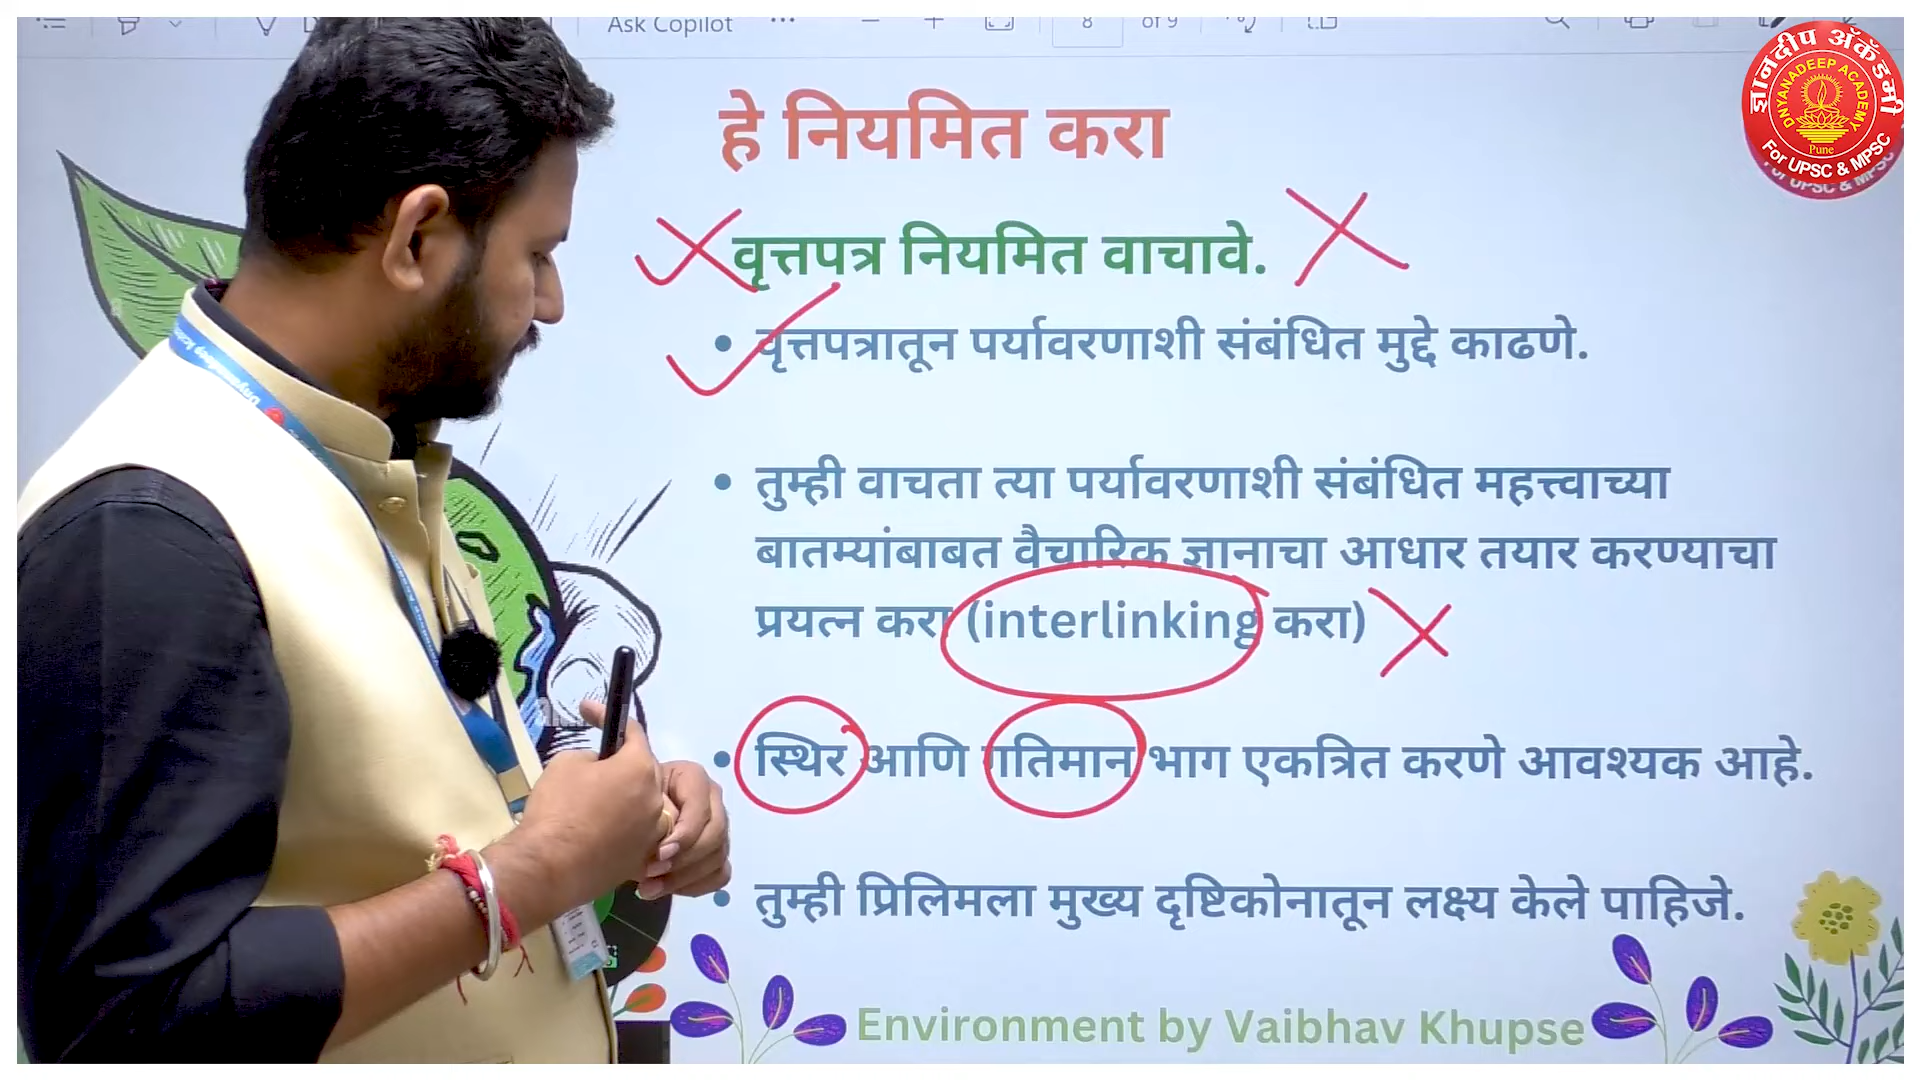 Ask Copilot ... 8 of 9
ज्ञानदीप अॅकॅडमी
DNYANADEEP ACADEMY
Pune
For UPSC & MPSC
हे नियमित करा
वृत्तपत्र नियमित वाचावे.
• वृत्तपत्रातून पर्यावरणाशी संबंधित मुद्दे काढणे.
• तुम्ही वाचता त्या पर्यावरणाशी संबंधित महत्त्वाच्या
बातम्यांबाबत वैचारिक ज्ञानाचा आधार तयार करण्याचा
प्रयत्न करा (interlinking करा)
• स्थिर आणि गतिमान भाग एकत्रित करणे आवश्यक आहे.
• तुम्ही प्रिलिमला मुख्य दृष्टिकोनातून लक्ष्य केले पाहिजे.
Environment by Vaibhav Khupse